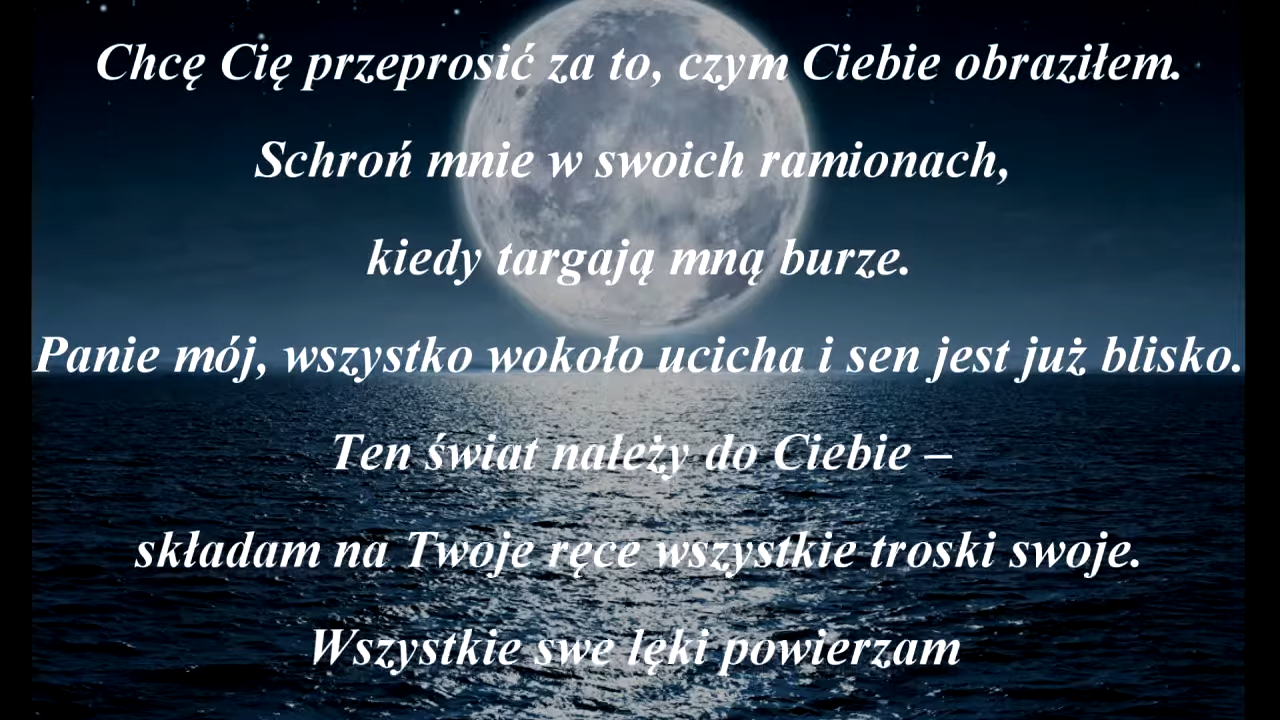 Chcę Cię przeprosić za to, czym Ciebie obraziłem.
Schroń mnie w swoich ramionach,
kiedy targają mną burze.
Panie mój, wszystko wokoło ucicha i sen jest już blisko.
Ten świat należy do Ciebie –
składam na Twoje ręce wszystkie troski swoje.
Wszystkie swe lęki powierzam